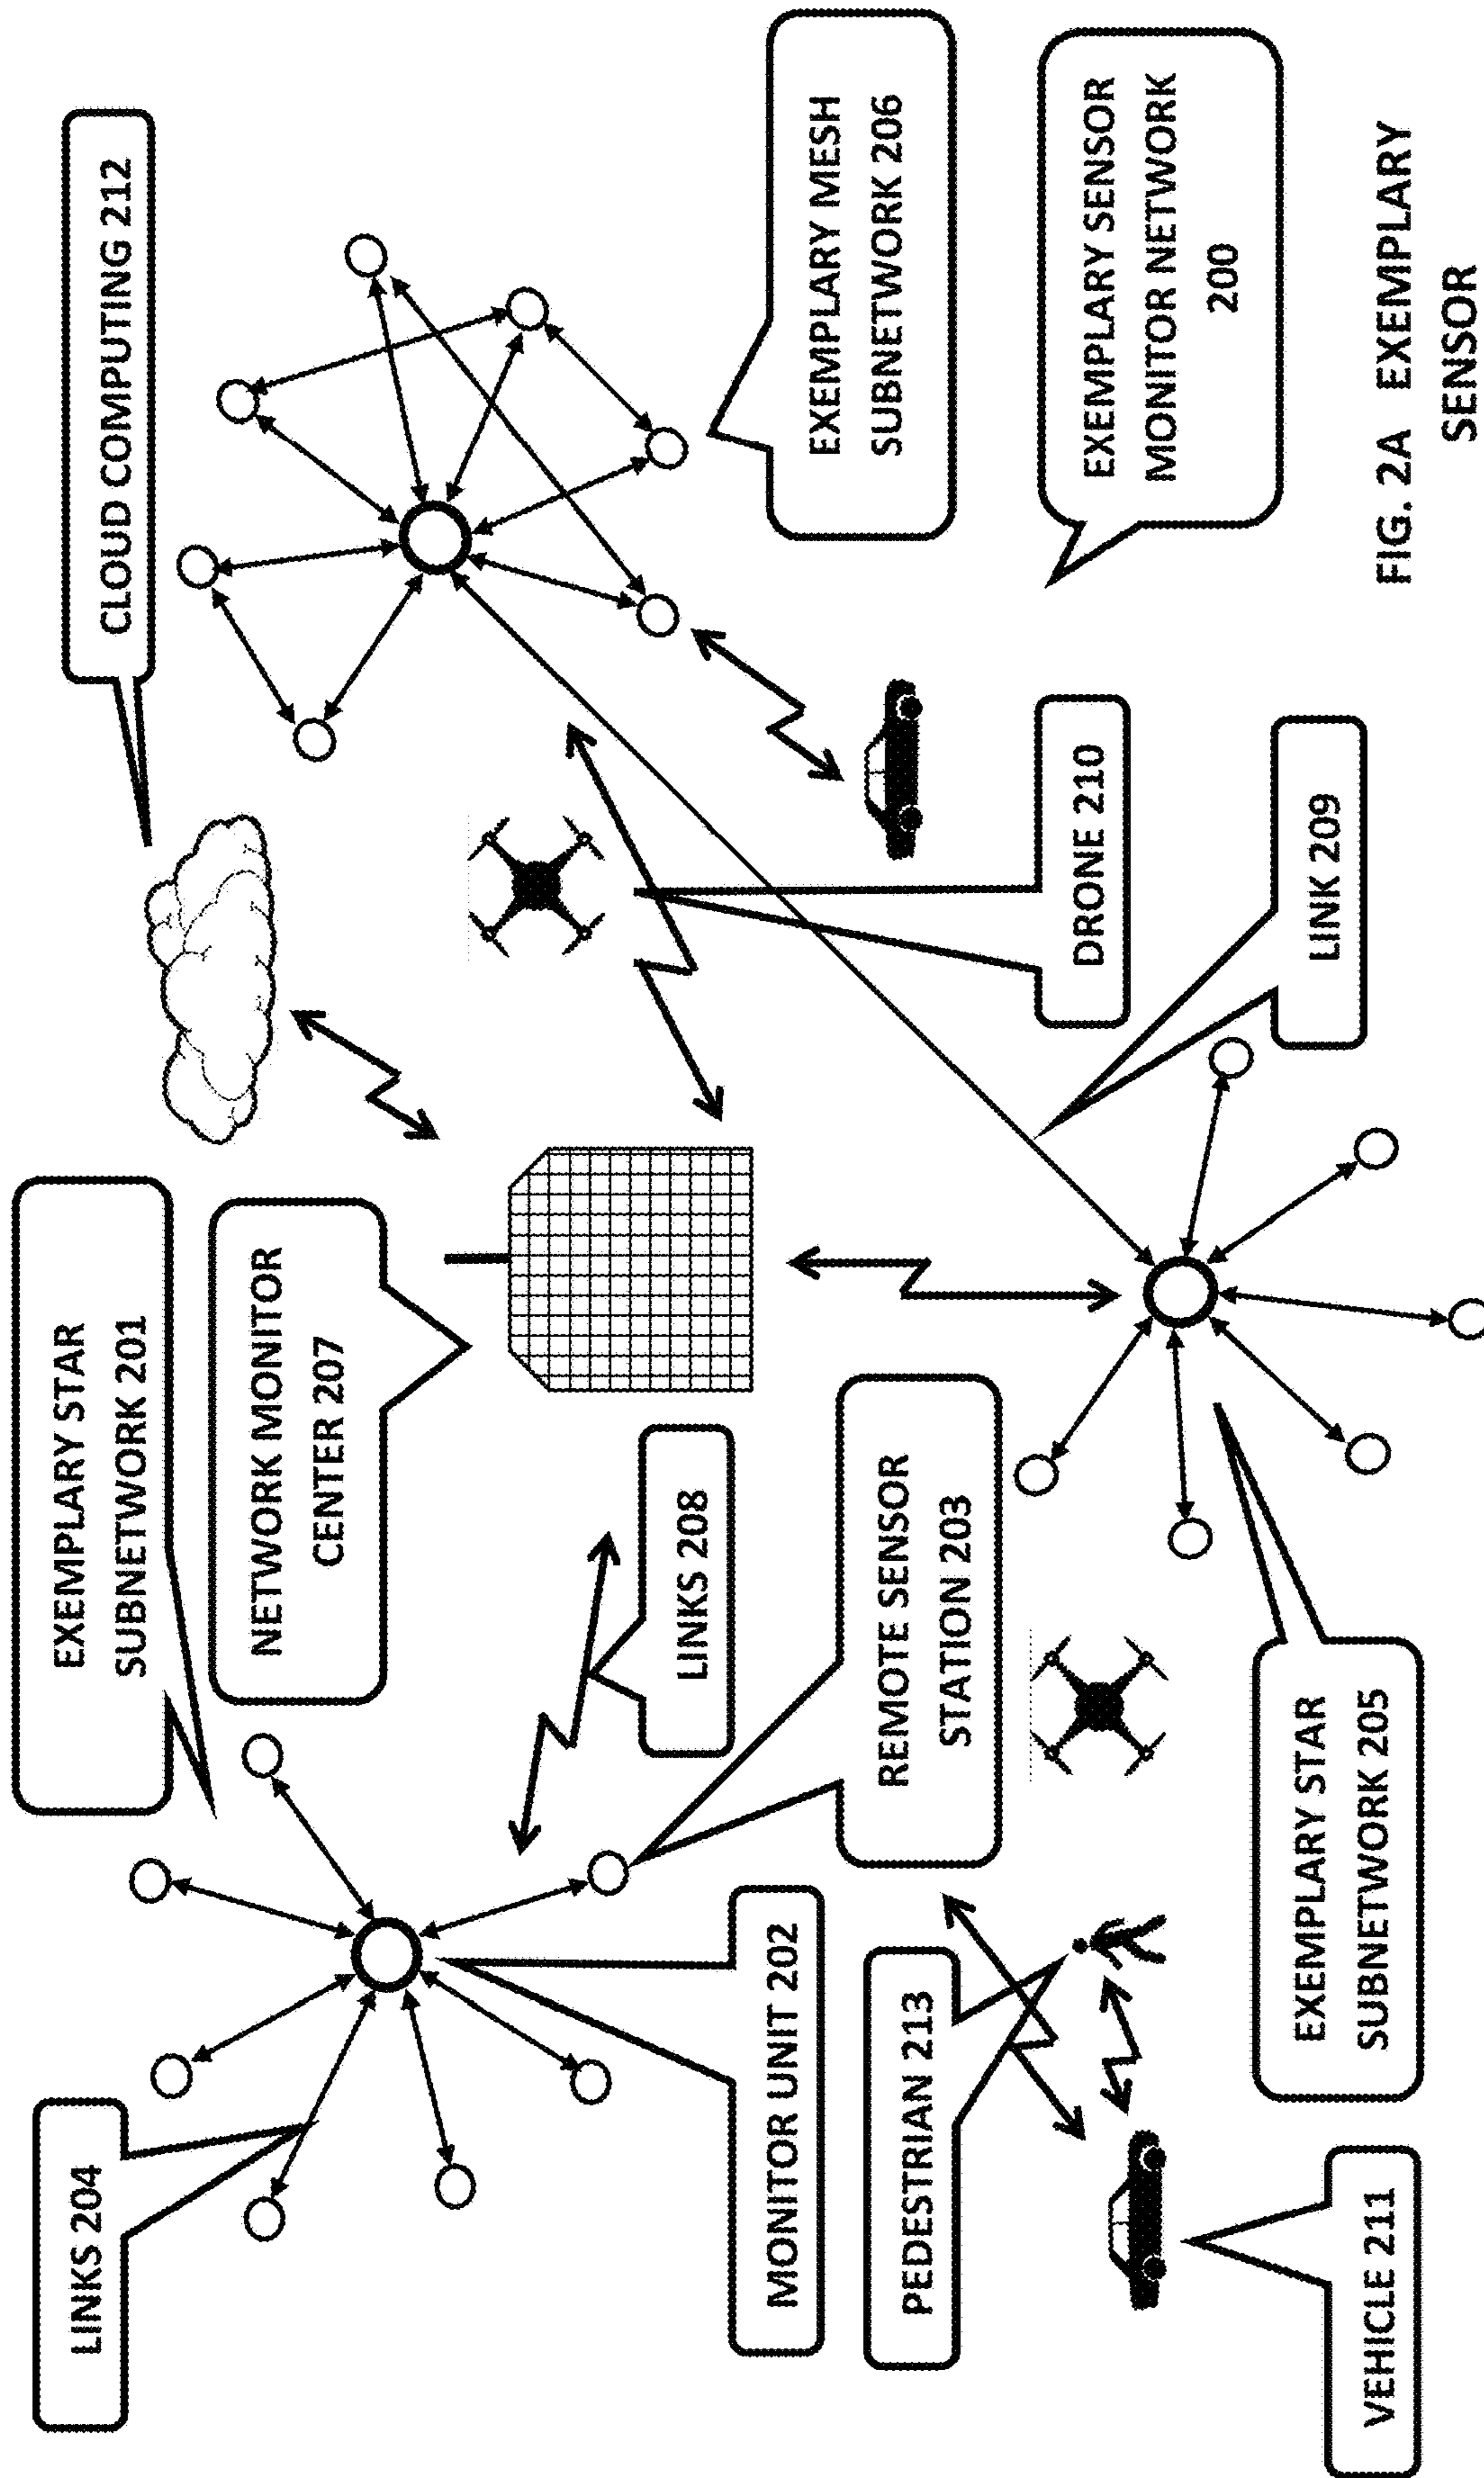 LINKS 204
EXEMPLARY STAR
SUBNETWORK 201
CLOUD COMPUTING 212
NETWORK MONITOR
CENTER 207
LINKS 208
MONITOR UNIT 202
REMOTE SENSOR
STATION 203
EXEMPLARY MESH
SUBNETWORK 206
PEDESTRIAN 213
DRONE 210
EXEMPLARY SENSOR
MONITOR NETWORK
200
VEHICLE 211
EXEMPLARY STAR
SUBNETWORK 205
LINK 209
FIG. 2A EXEMPLARY
SENSOR